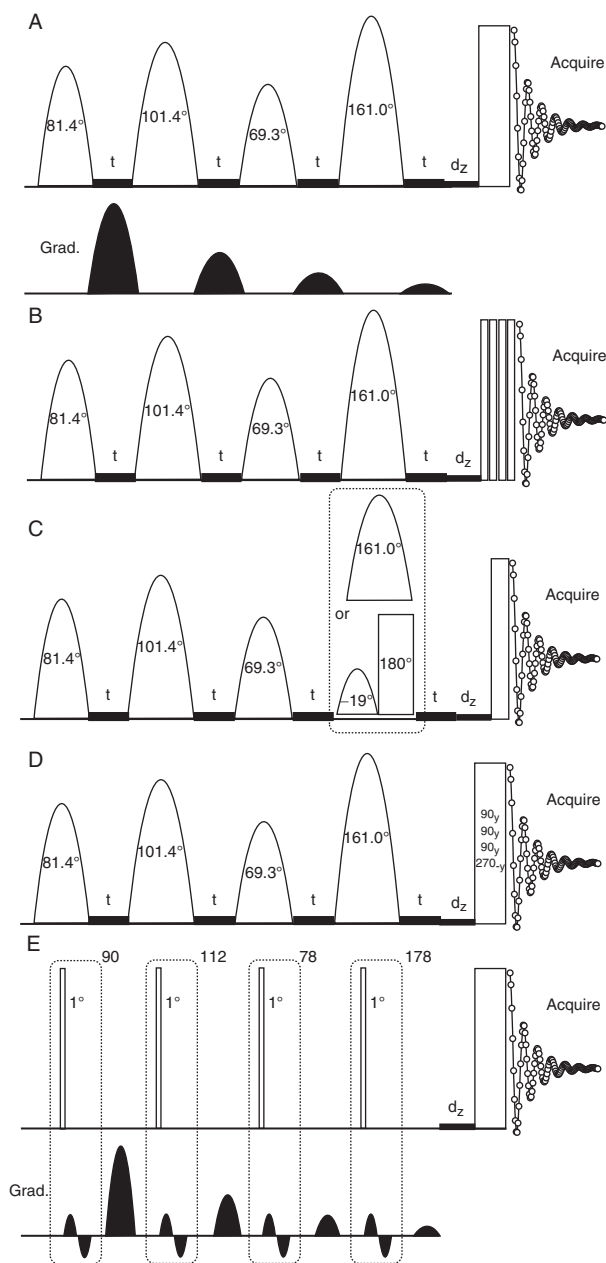 A
81.4°
t
101.4°
t
69.3°
t
161.0°
t
dz
Acquire
Grad.
B
81.4°
t
101.4°
t
69.3°
t
161.0°
t
dz
Acquire
C
81.4°
t
101.4°
t
69.3°
t
161.0°
or
–19°
180°
t
dz
Acquire
D
81.4°
t
101.4°
t
69.3°
t
161.0°
t
dz
90y
90y
90y
270-y
Acquire
E
90
112
78
178
1°
1°
1°
1°
dz
Acquire
Grad.